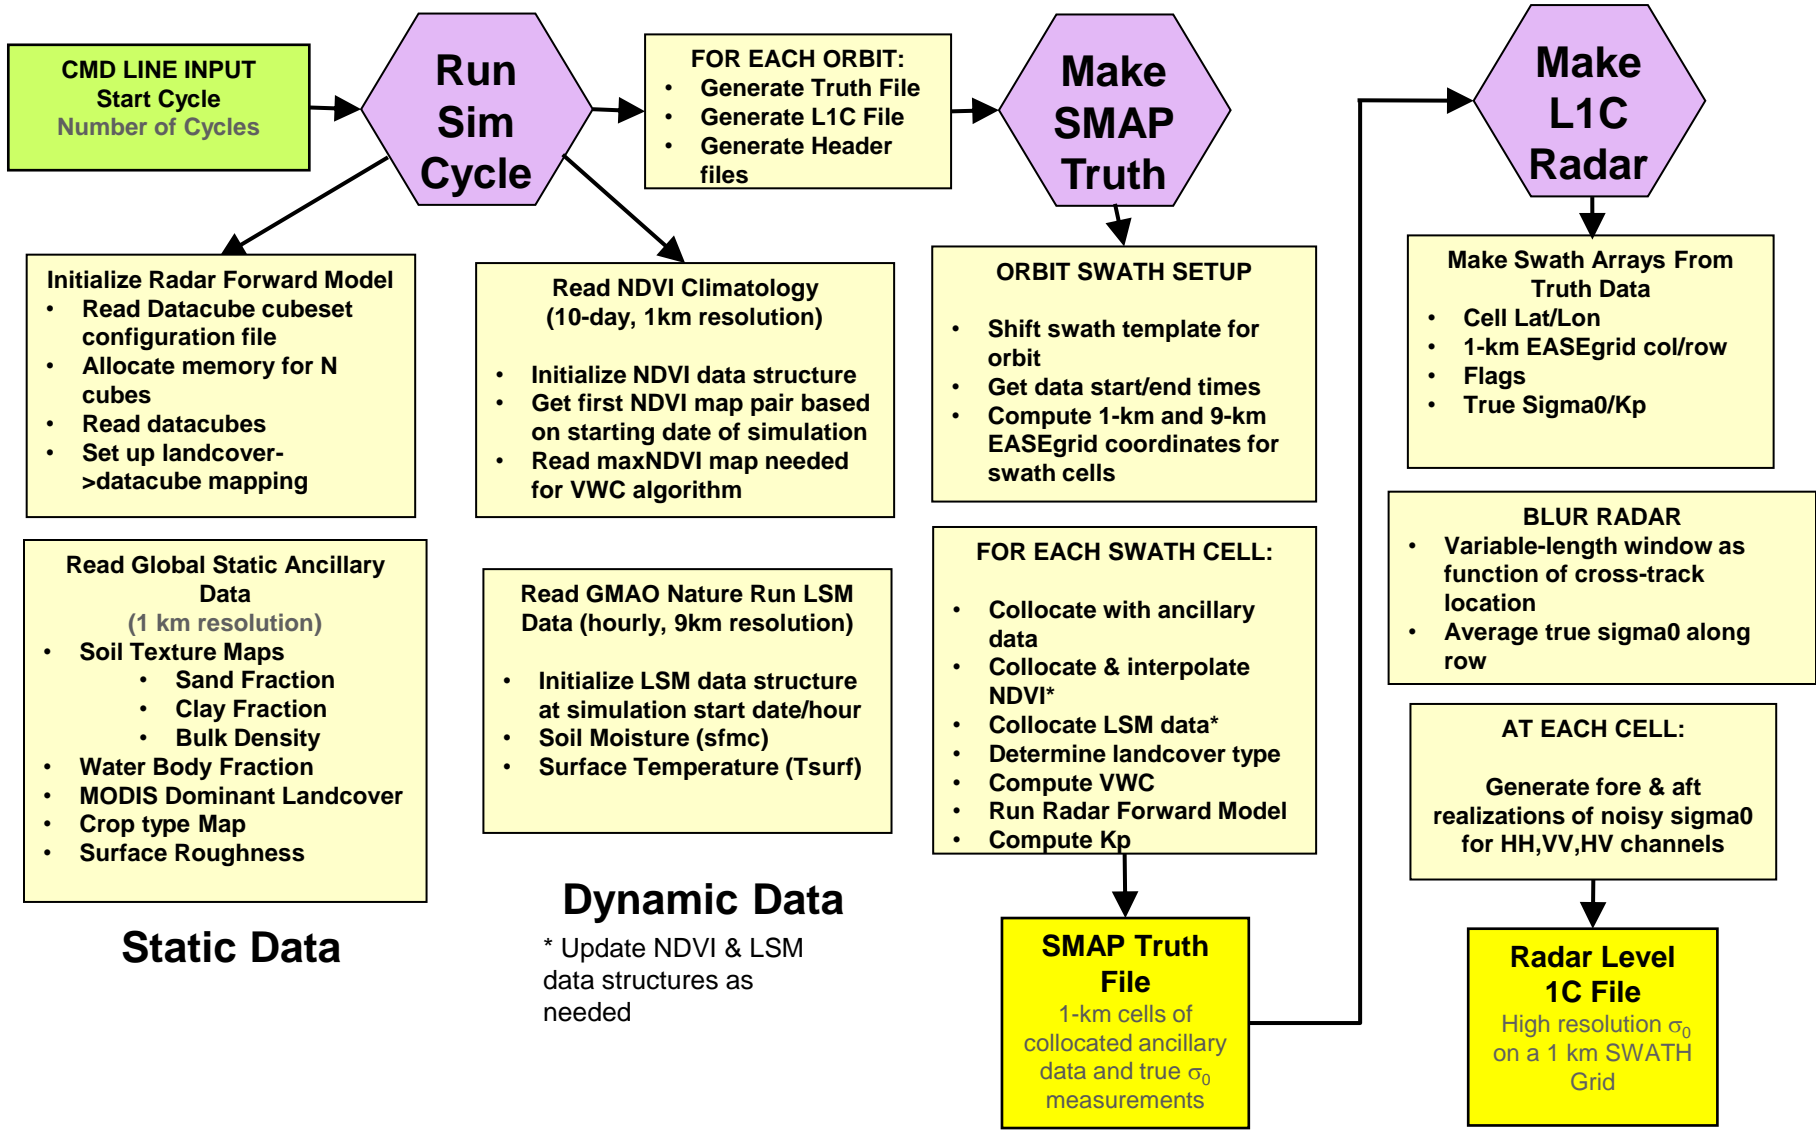 CMD LINE INPUT
Start Cycle
Number of Cycles
Run
Sim
Cycle
FOR EACH ORBIT:
• Generate Truth File
• Generate L1C File
• Generate Header
files
Make
SMAP
Truth
Make
L1C
Radar
Initialize Radar Forward Model
• Read Datacube cubeset
configuration file
• Allocate memory for N
cubes
• Read datacubes
• Set up landcover-
>datacube mapping
Read Global Static Ancillary
Data
(1 km resolution)
• Soil Texture Maps
• Sand Fraction
• Clay Fraction
• Bulk Density
• Water Body Fraction
• MODIS Dominant Landcover
• Crop type Map
• Surface Roughness
Static Data
Read NDVI Climatology
(10-day, 1km resolution)
• Initialize NDVI data structure
• Get first NDVI map pair based
on starting date of simulation
• Read maxNDVI map needed
for VWC algorithm
Read GMAO Nature Run LSM
Data (hourly, 9km resolution)
• Initialize LSM data structure
at simulation start date/hour
• Soil Moisture (sfmc)
• Surface Temperature (Tsurf)
Dynamic Data
* Update NDVI & LSM
data structures as
needed
ORBIT SWATH SETUP
• Shift swath template for
orbit
• Get data start/end times
• Compute 1-km and 9-km
EASEgrid coordinates for
swath cells
FOR EACH SWATH CELL:
• Collocate with ancillary
data
• Collocate & interpolate
NDVI*
• Collocate LSM data*
• Determine landcover type
• Compute VWC
• Run Radar Forward Model
• Compute Kp
SMAP Truth
File
1-km cells of
collocated ancillary
data and true σ0
measurements
Make Swath Arrays From
Truth Data
• Cell Lat/Lon
• 1-km EASEgrid col/row
• Flags
• True Sigma0/Kp
BLUR RADAR
• Variable-length window as
function of cross-track
location
• Average true sigma0 along
row
AT EACH CELL:
Generate fore & aft
realizations of noisy sigma0
for HH,VV,HV channels
Radar Level
1C File
High resolution σ0
on a 1 km SWATH
Grid